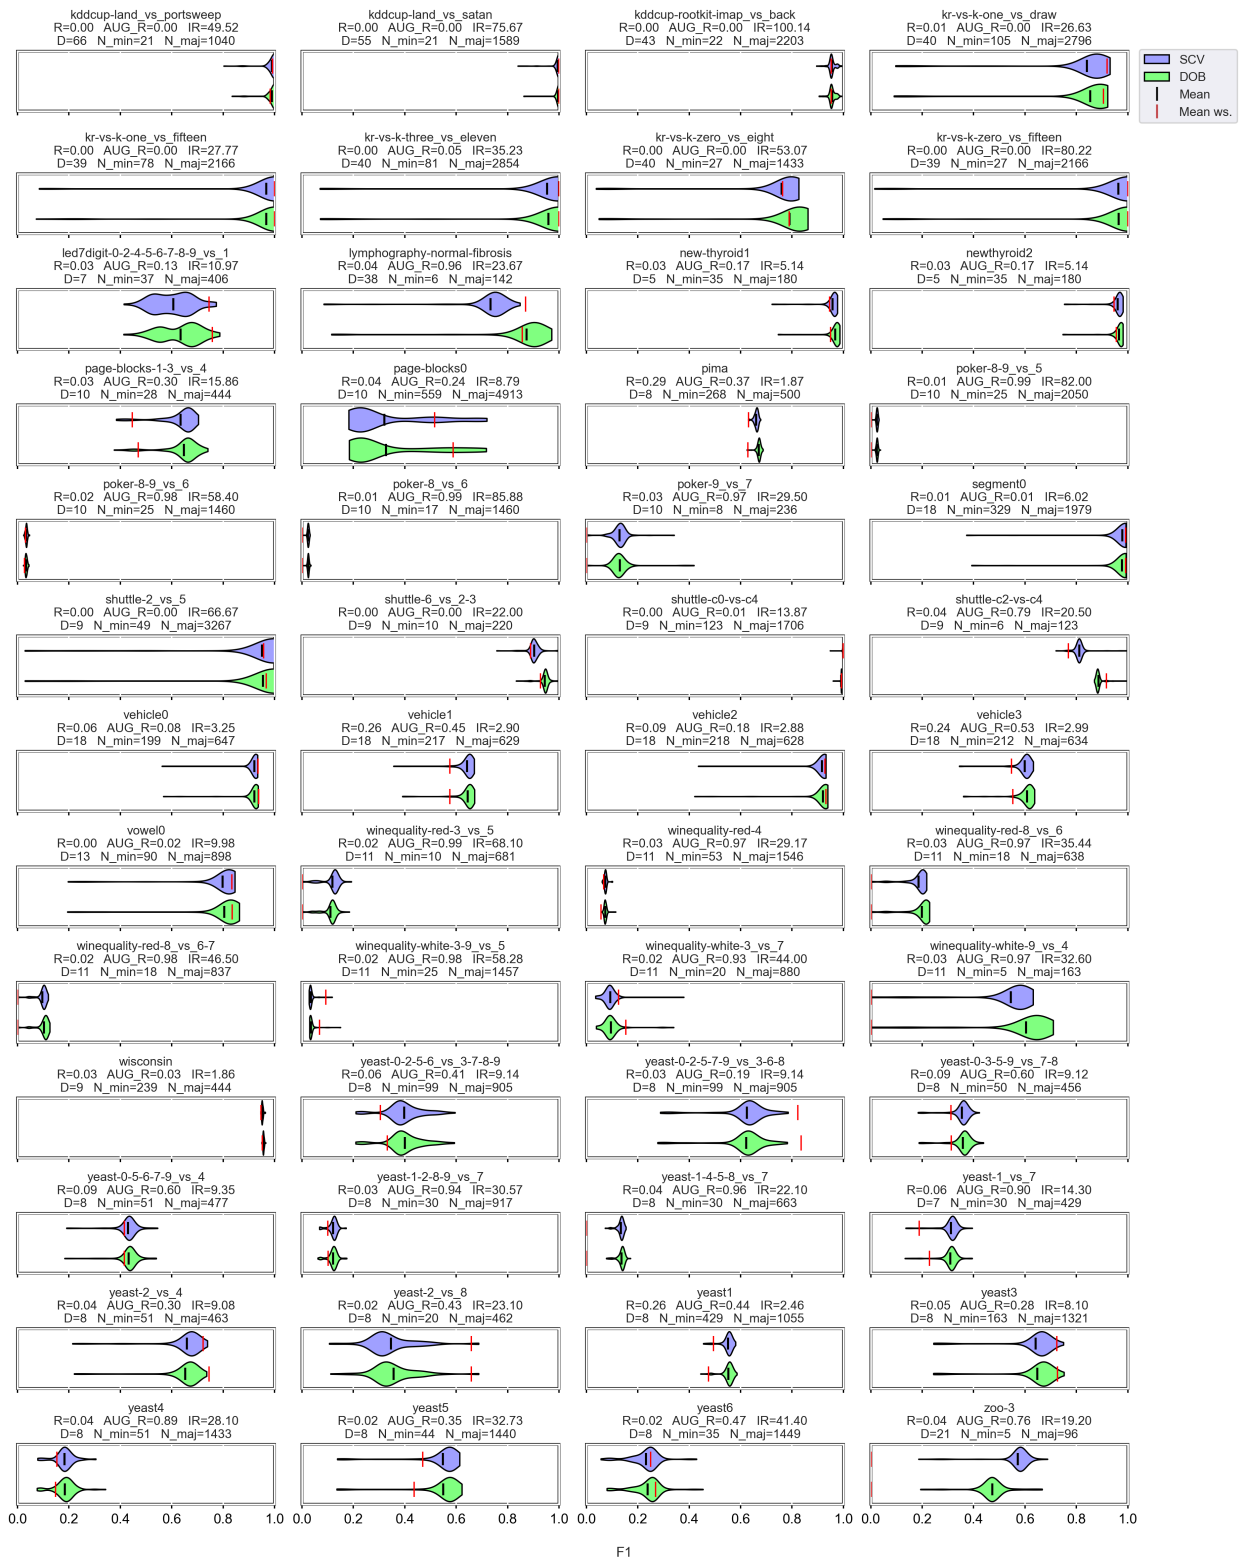 kddcup-land_vs_portsweep
R=0.00 AUG_R=0.00 IR=49.52
D=66 N_min=21 N_maj=1040
kddcup-land_vs_satan
R=0.00 AUG_R=0.00 IR=75.67
D=55 N_min=21 N_maj=1589
kddcup-rootkit-imap_vs_back
R=0.00 AUG_R=0.00 IR=100.14
D=43 N_min=22 N_maj=2203
kr-vs-k-one_vs_draw
R=0.01 AUG_R=0.00 IR=26.63
D=40 N_min=105 N_maj=2796
SCV
DOB
Mean
Mean ws.
kr-vs-k-one_vs_fifteen
R=0.00 AUG_R=0.00 IR=27.77
D=39 N_min=78 N_maj=2166
kr-vs-k-three_vs_eleven
R=0.00 AUG_R=0.05 IR=35.23
D=40 N_min=81 N_maj=2854
kr-vs-k-zero_vs_eight
R=0.00 AUG_R=0.00 IR=53.07
D=40 N_min=27 N_maj=1433
kr-vs-k-zero_vs_fifteen
R=0.00 AUG_R=0.00 IR=80.22
D=39 N_min=27 N_maj=2166
led7digit-0-2-4-5-6-7-8-9_vs_1
R=0.03 AUG_R=0.13 IR=10.97
D=7 N_min=37 N_maj=406
lymphography-normal-fibrosis
R=0.04 AUG_R=0.96 IR=23.67
D=38 N_min=6 N_maj=142
new-thyroid1
R=0.03 AUG_R=0.17 IR=5.14
D=5 N_min=35 N_maj=180
newthyroid2
R=0.03 AUG_R=0.17 IR=5.14
D=5 N_min=35 N_maj=180
page-blocks-1-3_vs_4
R=0.03 AUG_R=0.30 IR=15.86
D=10 N_min=28 N_maj=444
page-blocks0
R=0.04 AUG_R=0.24 IR=8.79
D=10 N_min=559 N_maj=4913
pima
R=0.29 AUG_R=0.37 IR=1.87
D=8 N_min=268 N_maj=500
poker-8-9_vs_5
R=0.01 AUG_R=0.99 IR=82.00
D=10 N_min=25 N_maj=2050
poker-8-9_vs_6
R=0.02 AUG_R=0.98 IR=58.40
D=10 N_min=25 N_maj=1460
poker-8_vs_6
R=0.01 AUG_R=0.99 IR=85.88
D=10 N_min=17 N_maj=1460
poker-9_vs_7
R=0.03 AUG_R=0.97 IR=29.50
D=10 N_min=8 N_maj=236
segment0
R=0.01 AUG_R=0.01 IR=6.02
D=18 N_min=329 N_maj=1979
shuttle-2_vs_5
R=0.00 AUG_R=0.00 IR=66.67
D=9 N_min=49 N_maj=3267
shuttle-6_vs_2-3
R=0.00 AUG_R=0.00 IR=22.00
D=9 N_min=10 N_maj=220
shuttle-c0-vs-c4
R=0.00 AUG_R=0.01 IR=13.87
D=9 N_min=123 N_maj=1706
shuttle-c2-vs-c4
R=0.04 AUG_R=0.79 IR=20.50
D=9 N_min=6 N_maj=123
vehicle0
R=0.06 AUG_R=0.08 IR=3.25
D=18 N_min=199 N_maj=647
vehicle1
R=0.26 AUG_R=0.45 IR=2.90
D=18 N_min=217 N_maj=629
vehicle2
R=0.09 AUG_R=0.18 IR=2.88
D=18 N_min=218 N_maj=628
vehicle3
R=0.24 AUG_R=0.53 IR=2.99
D=18 N_min=212 N_maj=634
vowel0
R=0.00 AUG_R=0.02 IR=9.98
D=13 N_min=90 N_maj=898
winequality-red-3_vs_5
R=0.02 AUG_R=0.99 IR=68.10
D=11 N_min=10 N_maj=681
winequality-red-4
R=0.03 AUG_R=0.97 IR=29.17
D=11 N_min=53 N_maj=1546
winequality-red-8_vs_6
R=0.03 AUG_R=0.97 IR=35.44
D=11 N_min=18 N_maj=638
winequality-red-8_vs_6-7
R=0.02 AUG_R=0.98 IR=46.50
D=11 N_min=18 N_maj=837
winequality-white-3-9_vs_5
R=0.02 AUG_R=0.98 IR=58.28
D=11 N_min=25 N_maj=1457
winequality-white-3_vs_7
R=0.02 AUG_R=0.93 IR=44.00
D=11 N_min=20 N_maj=880
winequality-white-9_vs_4
R=0.03 AUG_R=0.97 IR=32.60
D=11 N_min=5 N_maj=163
wisconsin
R=0.03 AUG_R=0.03 IR=1.86
D=9 N_min=239 N_maj=444
yeast-0-2-5-6_vs_3-7-8-9
R=0.06 AUG_R=0.41 IR=9.14
D=8 N_min=99 N_maj=905
yeast-0-2-5-7-9_vs_3-6-8
R=0.03 AUG_R=0.19 IR=9.14
D=8 N_min=99 N_maj=905
yeast-0-3-5-9_vs_7-8
R=0.09 AUG_R=0.60 IR=9.12
D=8 N_min=50 N_maj=456
yeast-0-5-6-7-9_vs_4
R=0.09 AUG_R=0.60 IR=9.35
D=8 N_min=51 N_maj=477
yeast-1-2-8-9_vs_7
R=0.03 AUG_R=0.94 IR=30.57
D=8 N_min=30 N_maj=917
yeast-1-4-5-8_vs_7
R=0.04 AUG_R=0.96 IR=22.10
D=8 N_min=30 N_maj=663
yeast-1_vs_7
R=0.06 AUG_R=0.90 IR=14.30
D=7 N_min=30 N_maj=429
yeast-2_vs_4
R=0.04 AUG_R=0.30 IR=9.08
D=8 N_min=51 N_maj=463
yeast-2_vs_8
R=0.02 AUG_R=0.43 IR=23.10
D=8 N_min=20 N_maj=462
yeast1
R=0.26 AUG_R=0.44 IR=2.46
D=8 N_min=429 N_maj=1055
yeast3
R=0.05 AUG_R=0.28 IR=8.10
D=8 N_min=163 N_maj=1321
yeast4
R=0.04 AUG_R=0.89 IR=28.10
D=8 N_min=51 N_maj=1433
yeast5
R=0.02 AUG_R=0.35 IR=32.73
D=8 N_min=44 N_maj=1440
yeast6
R=0.02 AUG_R=0.47 IR=41.40
D=8 N_min=35 N_maj=1449
zoo-3
R=0.04 AUG_R=0.76 IR=19.20
D=21 N_min=5 N_maj=96
0.0 0.2 0.4 0.6 0.8 1.0
0.0 0.2 0.4 0.6 0.8 1.0
0.0 0.2 0.4 0.6 0.8 1.0
0.0 0.2 0.4 0.6 0.8 1.0
F1